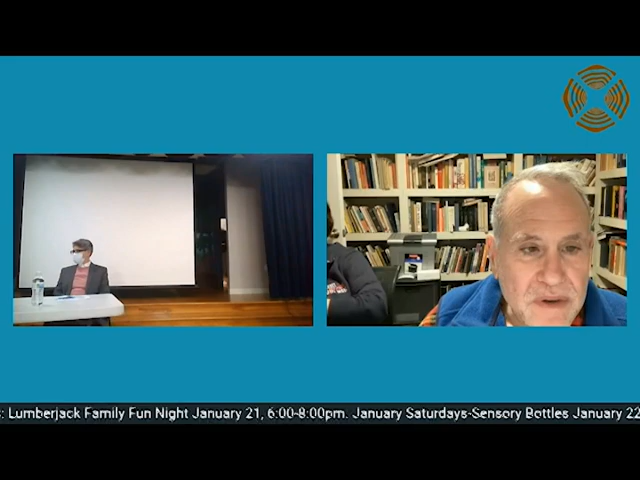 : Lumberjack Family Fun Night January 21, 6:00-8:00pm. January Saturdays-Sensory Bottles January 22